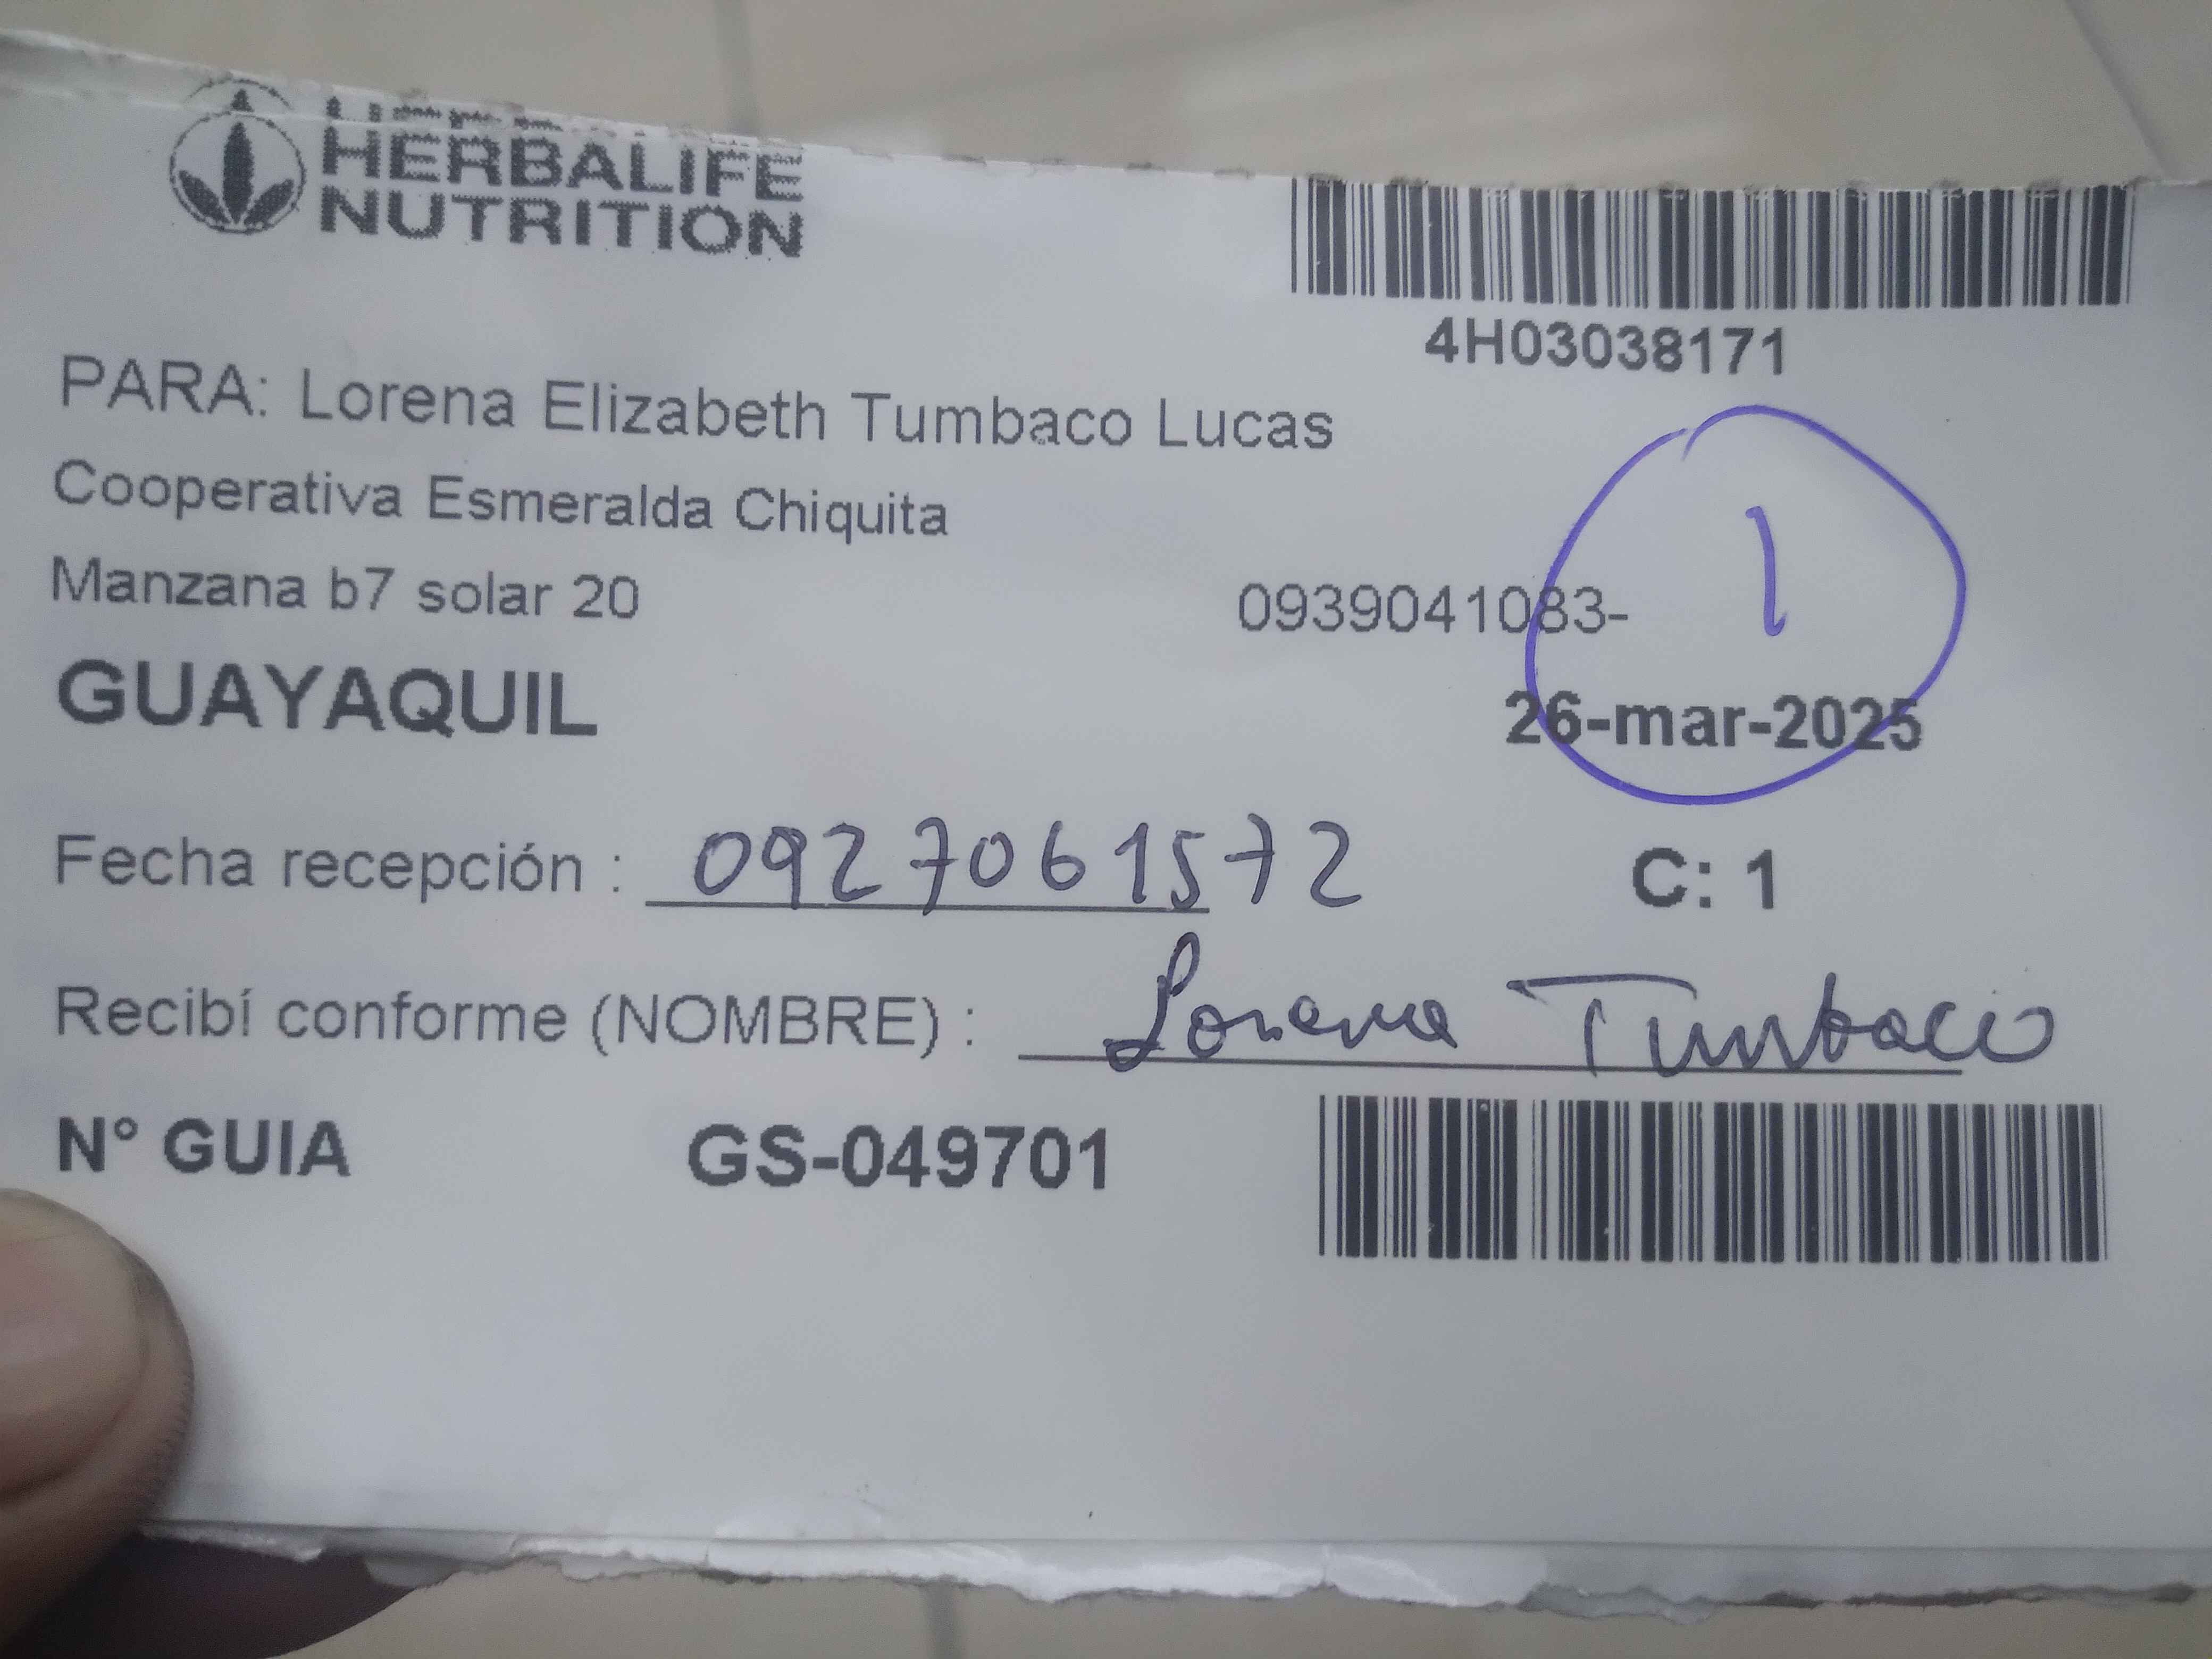 HERBALIFE
NUTRITION
4H03038171
PARA: Lorena Elizabeth Tumbaco Lucas
Cooperativa Esmeralda Chiquita
1
Manzana b7 solar 20 0939041083-
GUAYAQUIL 26-mar-2025
Fecha recepción : 0927061572 C: 1
Recibí conforme (NOMBRE) : Lorena Tumbaco
N° GUIA GS-049701